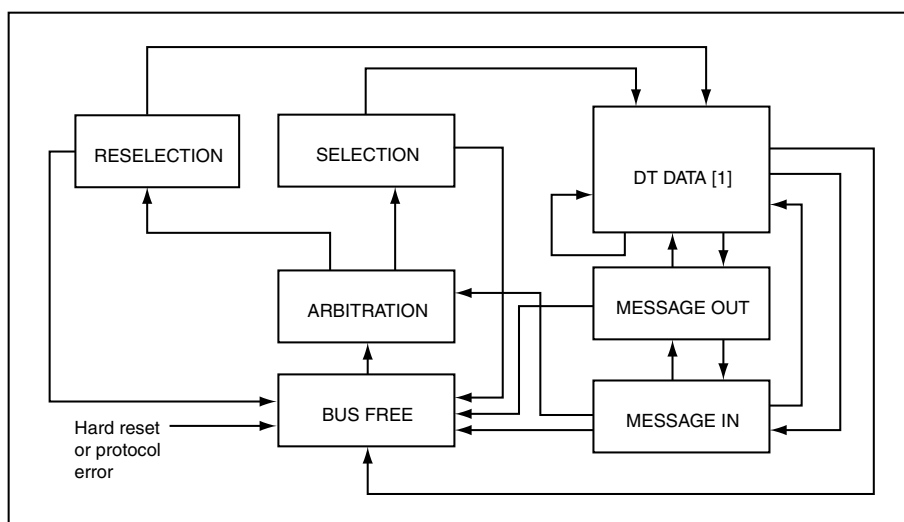 RESELECTION
SELECTION
DT DATA [1]
ARBITRATION
MESSAGE OUT
BUS FREE
MESSAGE IN
Hard reset
or protocol
error